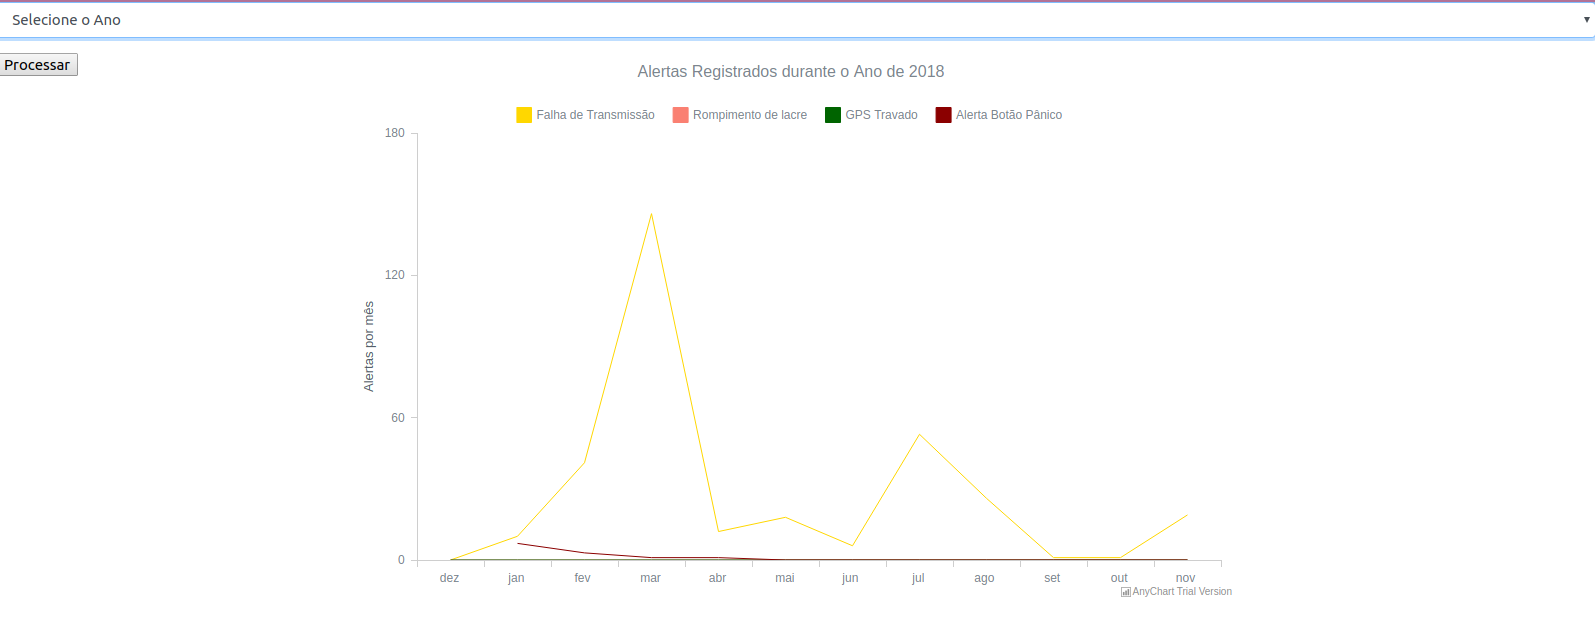 Selecione o Ano
Processar
Alertas Registrados durante o Ano de 2018
Falha de Transmissão Rompimento de lacre GPS Travado Alerta Botão Pânico
180
120
60
0
Alertas por mês
dez jan fev mar abr mai jun jul ago set out nov
AnyChart Trial Version